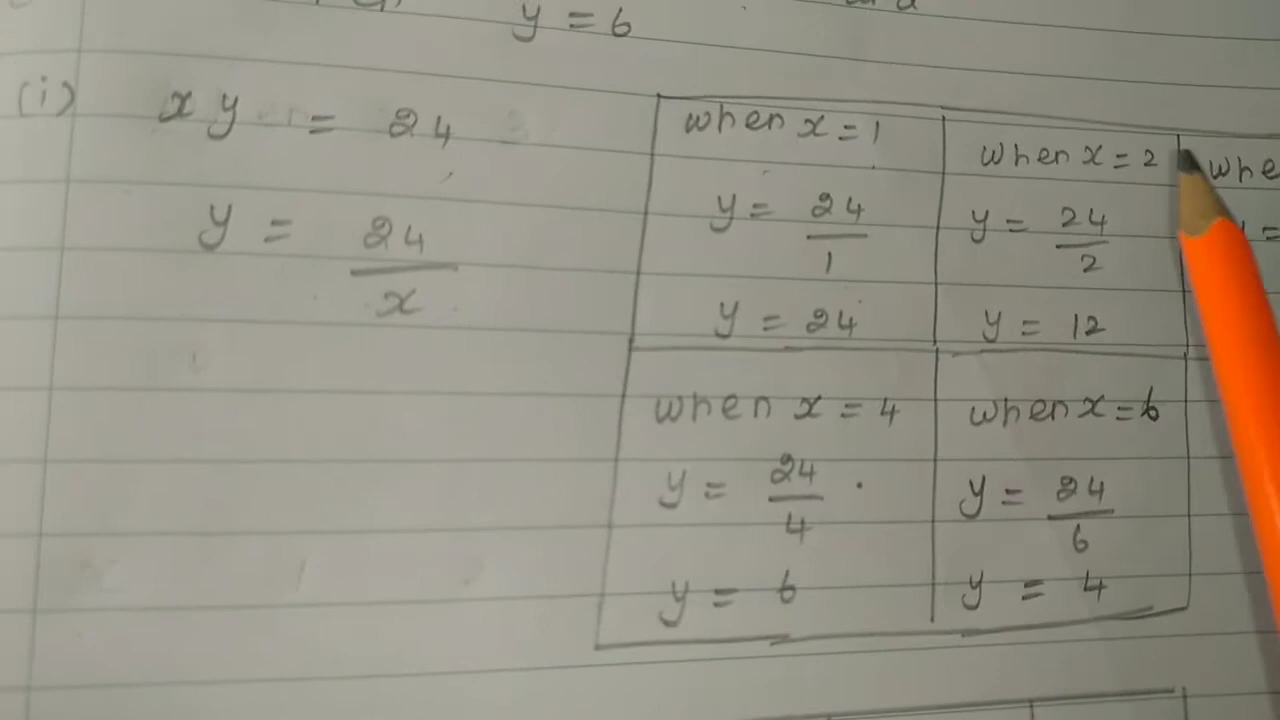 y = 6
(i) xy = 24
y = 24/x
when x = 1
y = 24/1
y = 24
when x = 2
y = 24/2
y = 12
when x = 4
y = 24/4
y = 6
when x = 6
y = 24/6
y = 4